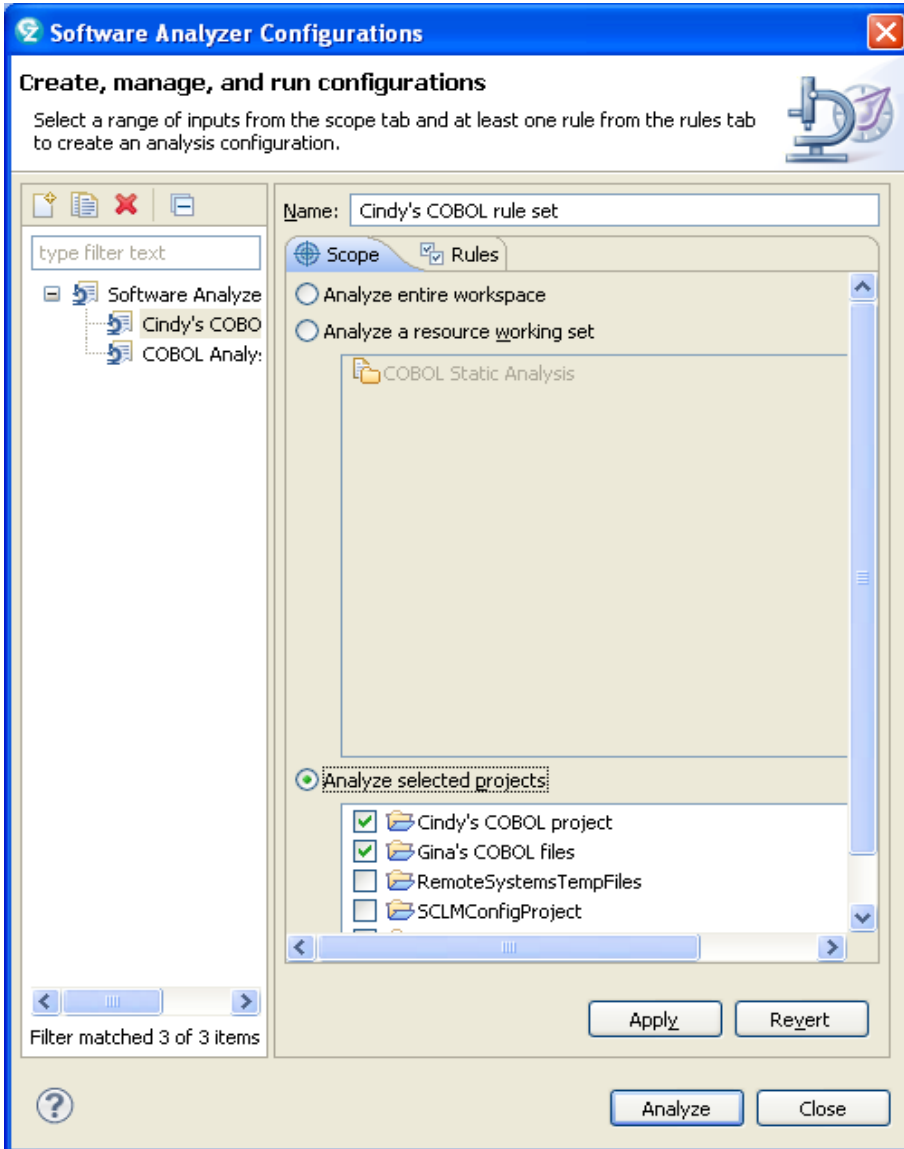 Software Analyzer Configurations
Create, manage, and run configurations
Select a range of inputs from the scope tab and at least one rule from the rules tab
to create an analysis configuration.
type filter text
Software Analyze
Cindy's COBO
COBOL Analy:
Filter matched 3 of 3 items
Name: Cindy's COBOL rule set
Scope Rules
Analyze entire workspace
Analyze a resource working set
COBOL Static Analysis
Analyze selected projects
Cindy's COBOL project
Gina's COBOL files
RemoteSystemsTempFiles
SCLMConfigProject
Apply Revert
? Analyze Close